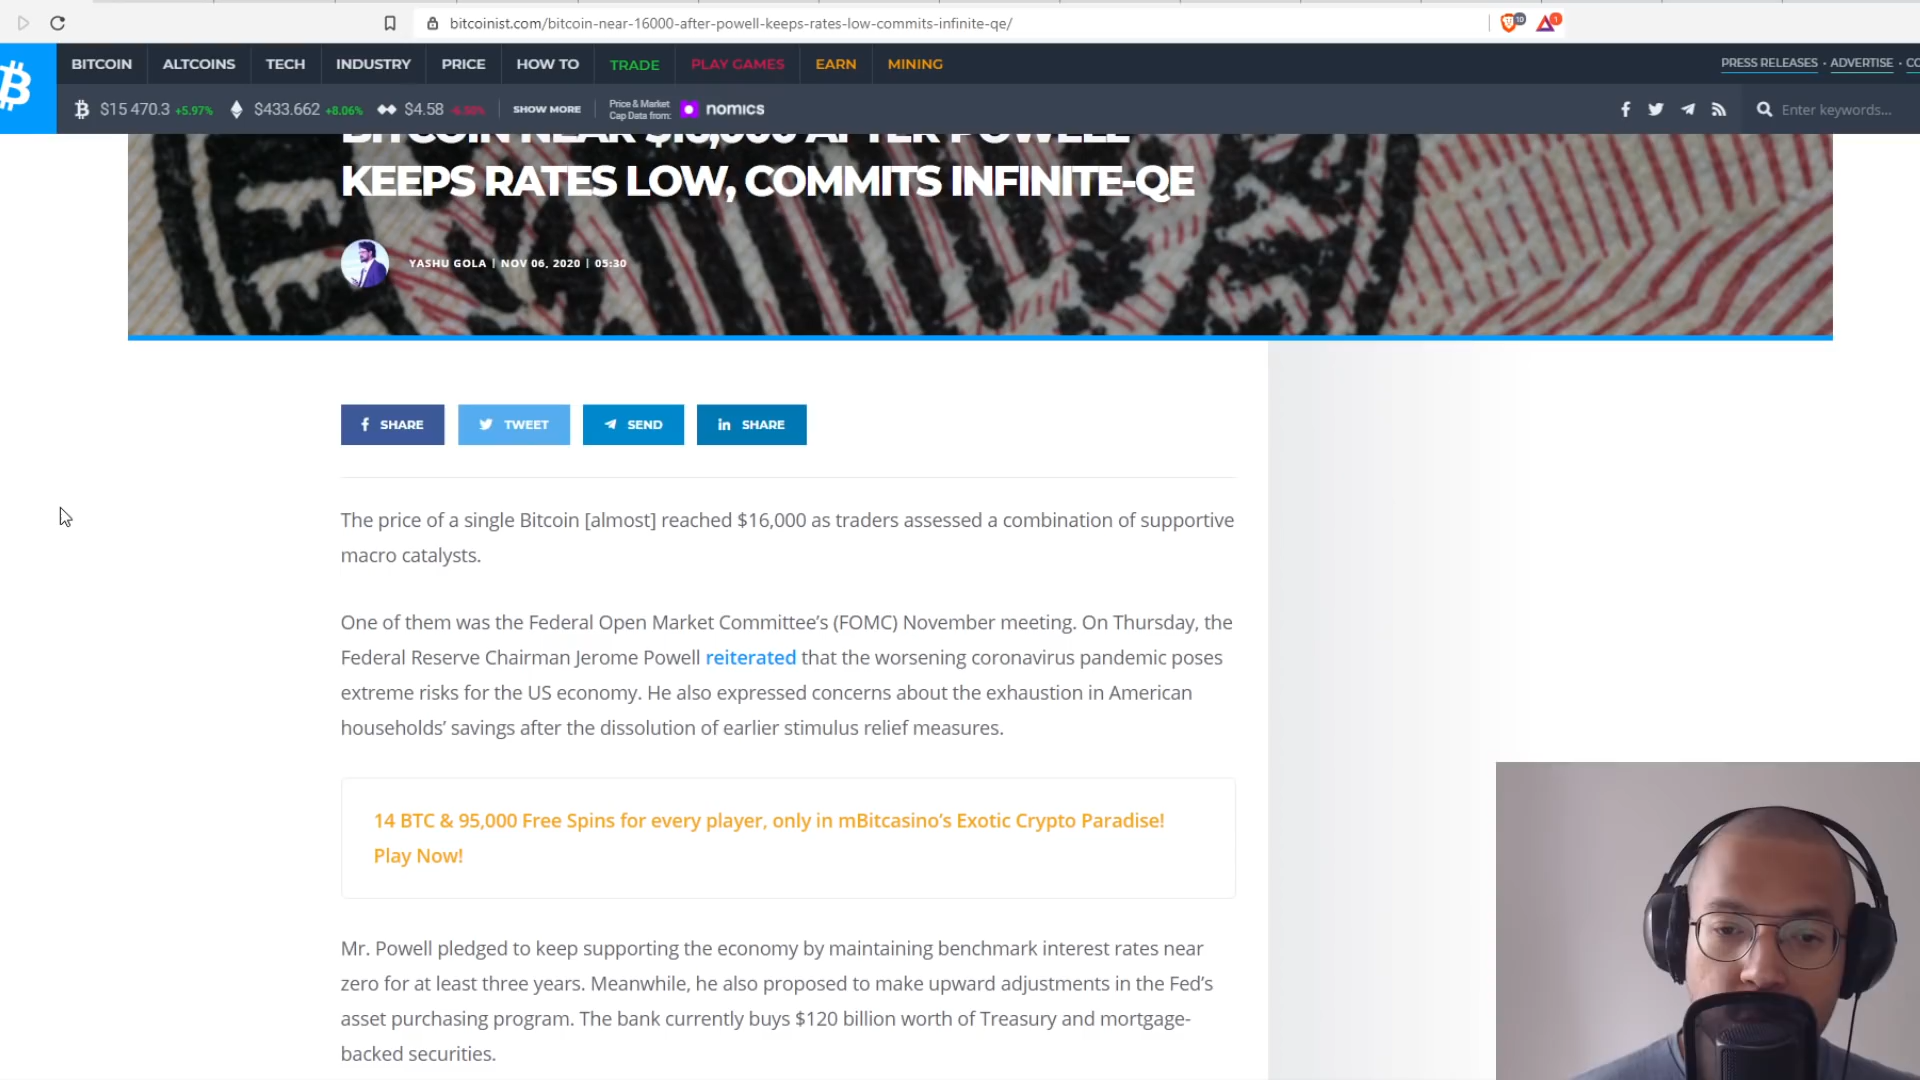 bitcoinist.com/bitcoin-near-16000-after-powell-keeps-rates-low-commits-infinite-qe/
10
1
BITCOIN ALTCOINS TECH INDUSTRY PRICE HOW TO TRADE PLAY GAMES EARN MINING
PRESS RELEASES · ADVERTISE · CO
$15 470.3 +5.97% $433.662 +8.06% $4.58 SHOW MORE
Price & Market
Cap Data from:
nomics
Enter keywords...
BITCOIN NEAR $16,000 AFTER POWELL
KEEPS RATES LOW, COMMITS INFINITE-QE
YASHU GOLA | NOV 06, 2020 | 05:30
SHARE TWEET SEND SHARE
The price of a single Bitcoin [almost] reached $16,000 as traders assessed a combination of supportive
macro catalysts.
One of them was the Federal Open Market Committee’s (FOMC) November meeting. On Thursday, the
Federal Reserve Chairman Jerome Powell reiterated that the worsening coronavirus pandemic poses
extreme risks for the US economy. He also expressed concerns about the exhaustion in American
households’ savings after the dissolution of earlier stimulus relief measures.
14 BTC & 95,000 Free Spins for every player, only in mBitcasino’s Exotic Crypto Paradise!
Play Now!
Mr. Powell pledged to keep supporting the economy by maintaining benchmark interest rates near
zero for at least three years. Meanwhile, he also proposed to make upward adjustments in the Fed’s
asset purchasing program. The bank currently buys $120 billion worth of Treasury and mortgage-
backed securities.